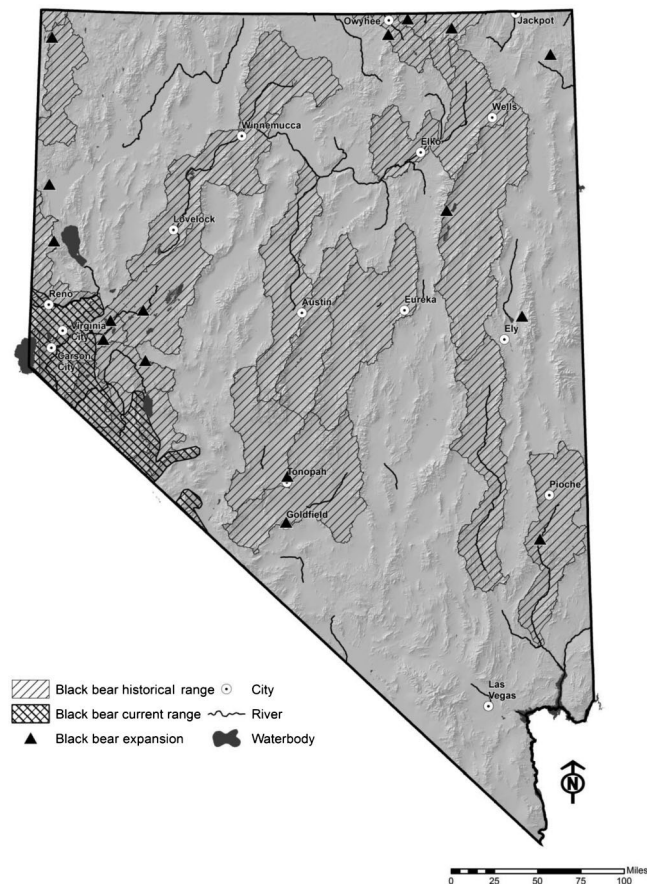 Owyhee
Jackpot
Wells
Winnemucca
Elko
Lovelock
Reno
Austin
Eureka
Virginia
City
Ely
Carson
City
Tonopah
Pioche
Goldfield
Las
Vegas
Black bear historical range
City
Black bear current range
River
Black bear expansion
Waterbody
N
Miles
0 25 50 75 100